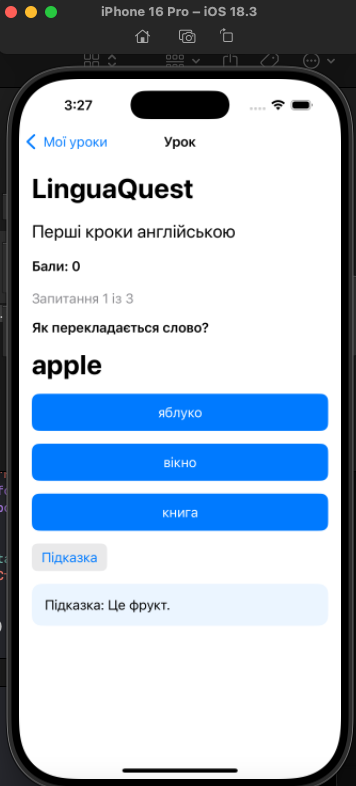 iPhone 16 Pro – iOS 18.3
3:27
Мої уроки
Урок
LinguaQuest
Перші кроки англійською
Бали: 0
Запитання 1 із 3
Як перекладається слово?
apple
яблуко
вікно
книга
Підказка
Підказка: Це фрукт.